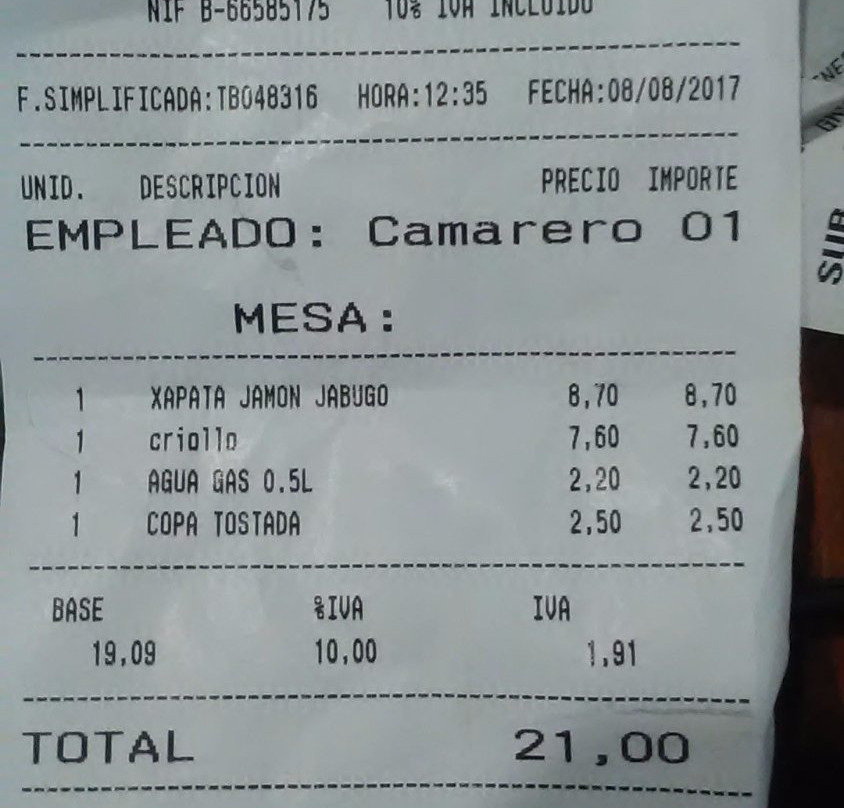 NIF B-66585175 10% IVA INCLUIDO
F.SIMPLIFICADA:TB048316 HORA:12:35 FECHA:08/08/2017
UNID. DESCRIPCION PRECIO IMPORTE
EMPLEADO: Camarero 01
MESA:
1 XAPATA JAMON JABUGO 8,70 8,70
1 criollo 7,60 7,60
1 AGUA GAS 0.5L 2,20 2,20
1 COPA TOSTADA 2,50 2,50
BASE %IVA IVA
19,09 10,00 1,91
TOTAL 21,00
SUB